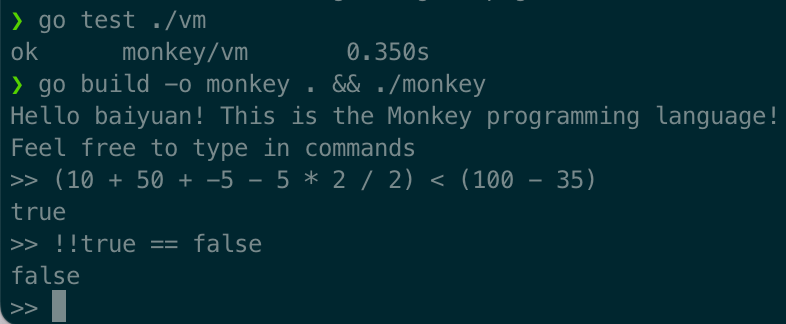 ❯ go test ./vm
ok      monkey/vm       0.350s
❯ go build -o monkey . && ./monkey
Hello baiyuan! This is the Monkey programming language!
Feel free to type in commands
>> (10 + 50 + -5 - 5 * 2 / 2) < (100 - 35)
true
>> !!true == false
false
>>